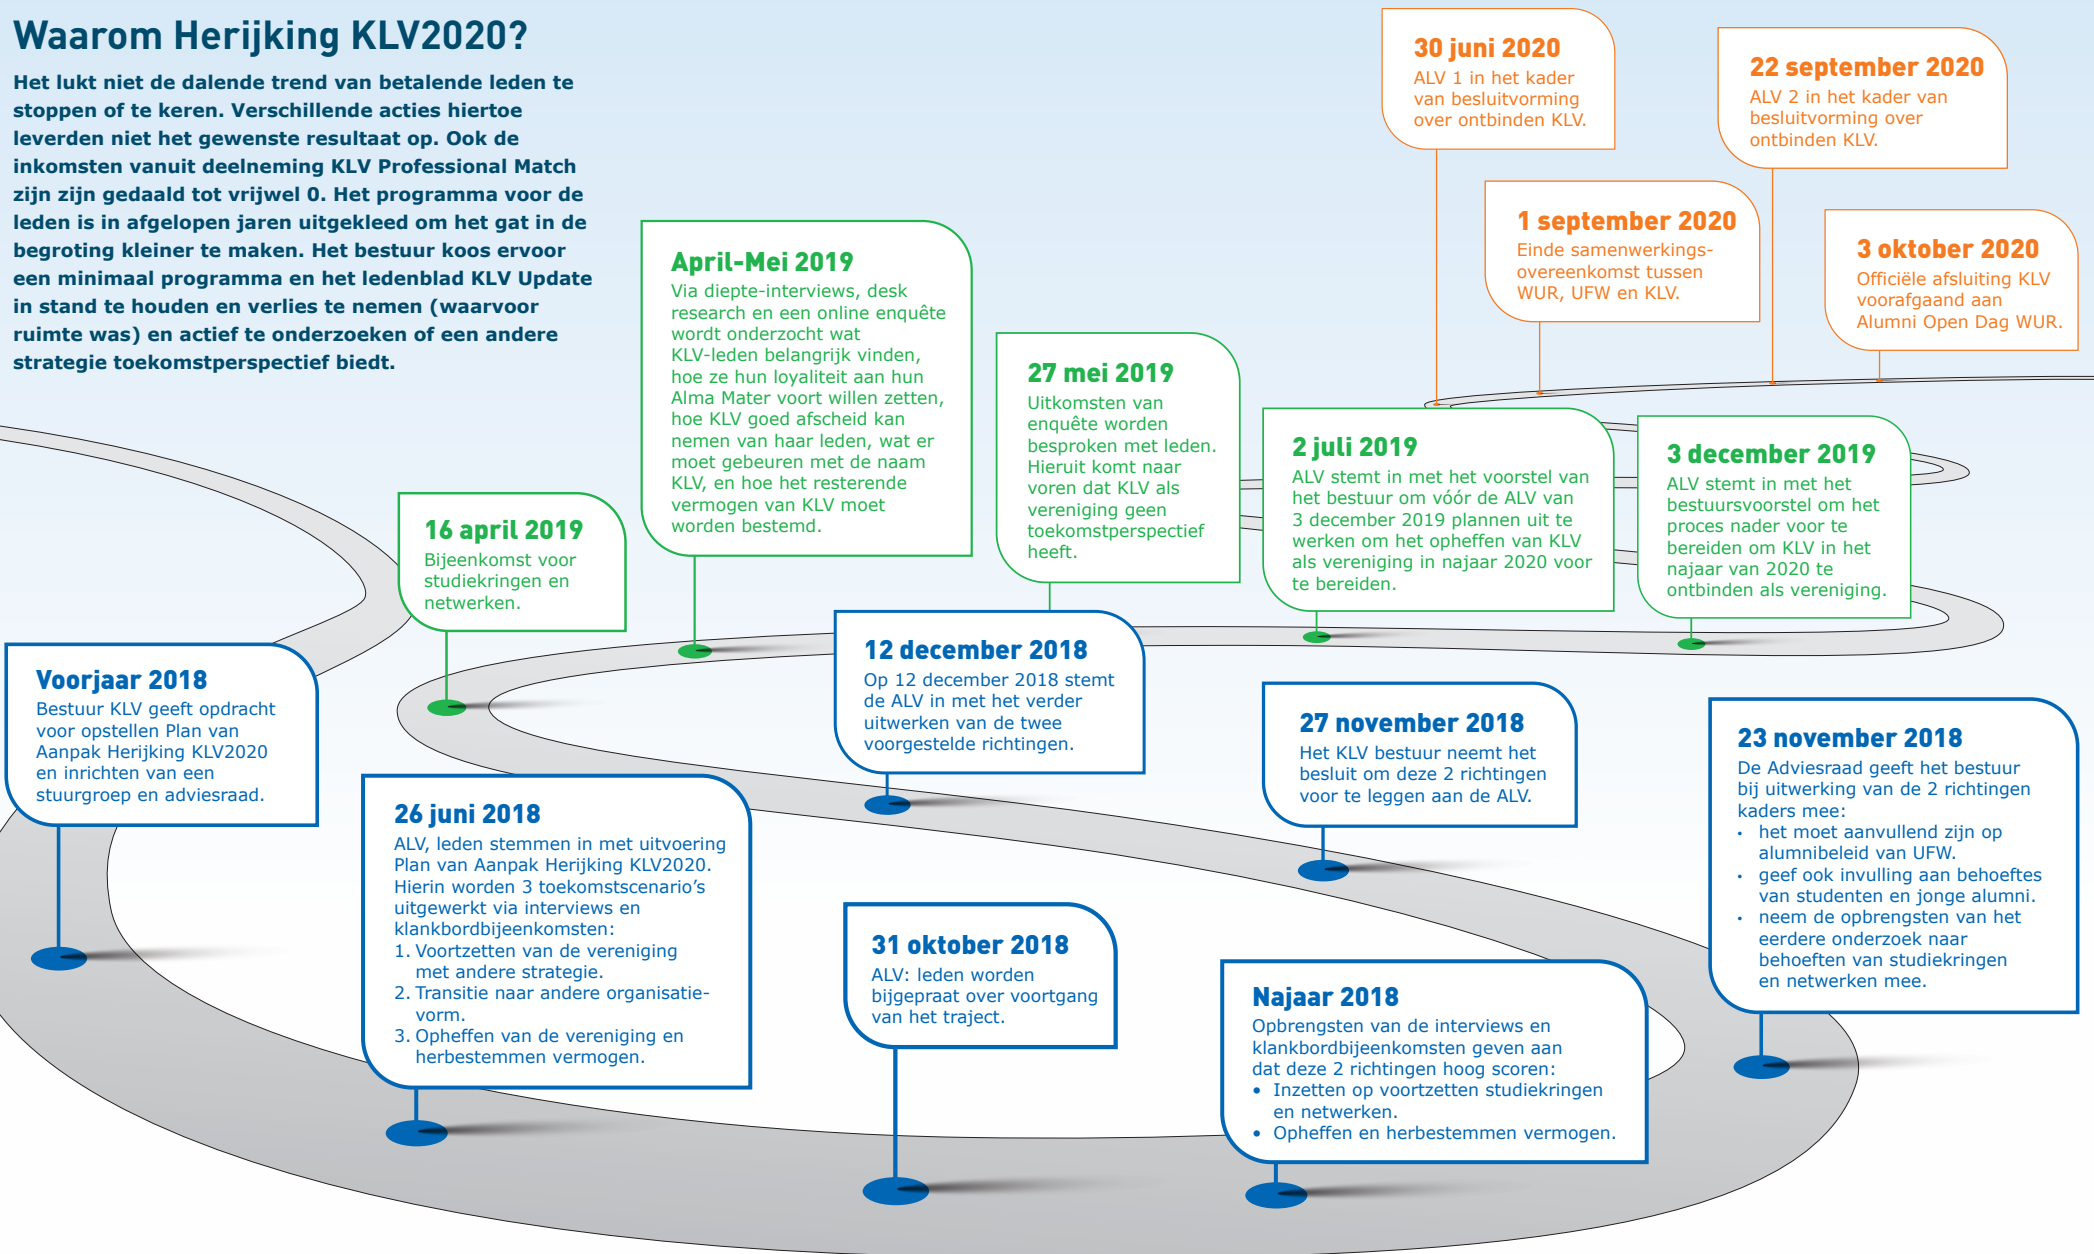 Waarom Herijking KLV2020?
Het lukt niet de dalende trend van betalende leden te
stoppen of te keren. Verschillende acties hiertoe
leverden niet het gewenste resultaat op. Ook de
inkomsten vanuit deelneming KLV Professional Match
zijn zijn gedaald tot vrijwel 0. Het programma voor de
leden is in afgelopen jaren uitgekleed om het gat in de
begroting kleiner te maken. Het bestuur koos ervoor
een minimaal programma en het ledenblad KLV Update
in stand te houden en verlies te nemen (waarvoor
ruimte was) en actief te onderzoeken of een andere
strategie toekomstperspectief biedt.
Voorjaar 2018
Bestuur KLV geeft opdracht
voor opstellen Plan van
Aanpak Herijking KLV2020
en inrichten van een
stuurgroep en adviesraad.
26 juni 2018
ALV, leden stemmen in met uitvoering
Plan van Aanpak Herijking KLV2020.
Hierin worden 3 toekomstscenario's
uitgewerkt via interviews en
klankbordbijeenkomsten:
1. Voortzetten van de vereniging
met andere strategie.
2. Transitie naar andere organisatie-
vorm.
3. Opheffen van de vereniging en
herbestemmen vermogen.
31 oktober 2018
ALV: leden worden
bijgepraat over voortgang
van het traject.
Najaar 2018
Opbrengsten van de interviews en
klankbordbijeenkomsten geven aan
dat deze 2 richtingen hoog scoren:
• Inzetten op voortzetten studiekringen
en netwerken.
• Opheffen en herbestemmen vermogen.
23 november 2018
De Adviesraad geeft het bestuur
bij uitwerking van de 2 richtingen
kaders mee:
• het moet aanvullend zijn op
alumnibeleid van UFW.
• geef ook invulling aan behoeftes
van studenten en jonge alumni.
• neem de opbrengsten van het
eerdere onderzoek naar
behoeften van studiekringen
en netwerken mee.
27 november 2018
Het KLV bestuur neemt het
besluit om deze 2 richtingen
voor te leggen aan de ALV.
12 december 2018
Op 12 december 2018 stemt
de ALV in met het verder
uitwerken van de twee
voorgestelde richtingen.
16 april 2019
Bijeenkomst voor
studiekringen en
netwerken.
April-Mei 2019
Via diepte-interviews, desk
research en een online enquête
wordt onderzocht wat
KLV-leden belangrijk vinden,
hoe ze hun loyaliteit aan hun
Alma Mater voort willen zetten,
hoe KLV goed afscheid kan
nemen van haar leden, wat er
moet gebeuren met de naam
KLV, en hoe het resterende
vermogen van KLV moet
worden bestemd.
27 mei 2019
Uitkomsten van
enquête worden
besproken met leden.
Hieruit komt naar
voren dat KLV als
vereniging geen
toekomstperspectief
heeft.
2 juli 2019
ALV stemt in met het voorstel van
het bestuur om vóór de ALV van
3 december 2019 plannen uit te
werken om het opheffen van KLV
als vereniging in najaar 2020 voor
te bereiden.
3 december 2019
ALV stemt in met het
bestuursvoorstel om het
proces nader voor te
bereiden om KLV in het
najaar van 2020 te
ontbinden als vereniging.
30 juni 2020
ALV 1 in het kader
van besluitvorming
over ontbinden KLV.
1 september 2020
Einde samenwerkings-
overeenkomst tussen
WUR, UFW en KLV.
22 september 2020
ALV 2 in het kader van
besluitvorming over
ontbinden KLV.
3 oktober 2020
Officiële afsluiting KLV
voorafgaand aan
Alumni Open Dag WUR.